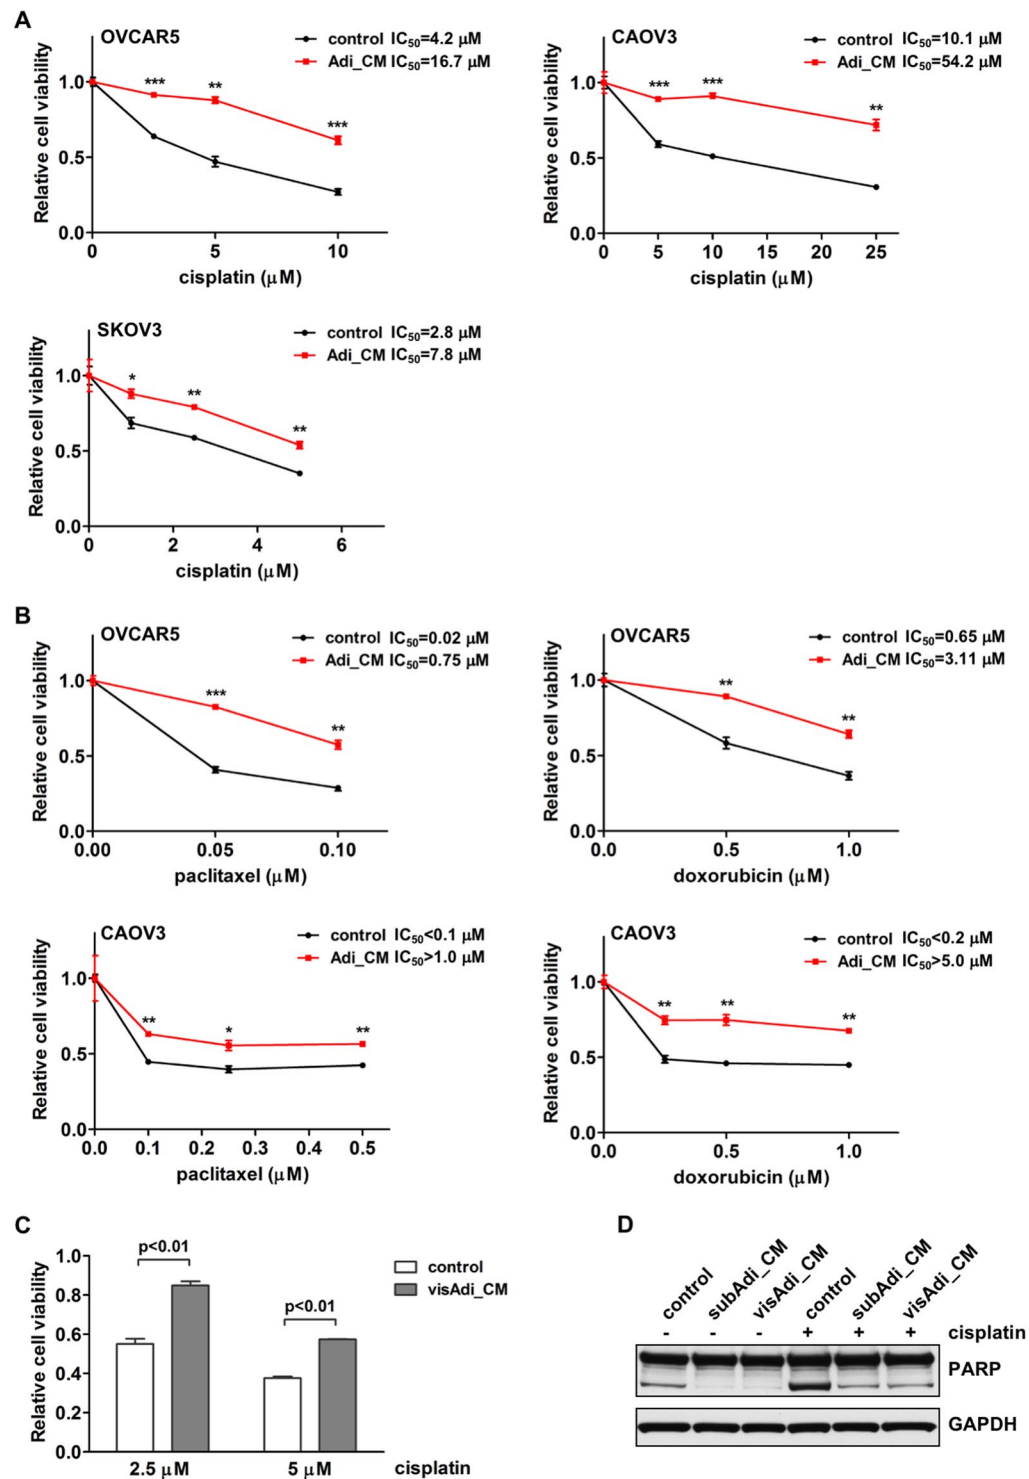 A
OVCAR5
control IC50=4.2 μM
Adi_CM IC50=16.7 μM
***
**
***
1.0
0.5
0.0
0 5 10
Relative cell viability
cisplatin (μM)
CAOV3
control IC50=10.1 μM
Adi_CM IC50=54.2 μM
***
***
**
1.0
0.5
0.0
0 5 10 15 20 25
Relative cell viability
cisplatin (μM)
SKOV3
control IC50=2.8 μM
Adi_CM IC50=7.8 μM
*
**
**
1.0
0.5
0.0
0 2 4 6
Relative cell viability
cisplatin (μM)
B
OVCAR5
control IC50=0.02 μM
Adi_CM IC50=0.75 μM
***
**
1.0
0.5
0.0
0.00 0.05 0.10
Relative cell viability
paclitaxel (μM)
OVCAR5
control IC50=0.65 μM
Adi_CM IC50=3.11 μM
**
**
1.0
0.5
0.0
0.0 0.5 1.0
Relative cell viability
doxorubicin (μM)
CAOV3
control IC50<0.1 μM
Adi_CM IC50>1.0 μM
**
*
**
1.0
0.5
0.0
0.0 0.1 0.2 0.3 0.4 0.5
Relative cell viability
paclitaxel (μM)
CAOV3
control IC50<0.2 μM
Adi_CM IC50>5.0 μM
**
**
**
1.0
0.5
0.0
0.0 0.5 1.0
Relative cell viability
doxorubicin (μM)
C
p<0.01
p<0.01
control
visAdi_CM
1.0
0.8
0.6
0.4
0.2
0.0
Relative cell viability
2.5 μM 5 μM cisplatin
D
control subAdi_CM visAdi_CM control subAdi_CM visAdi_CM
- - - + + + cisplatin
PARP
GAPDH